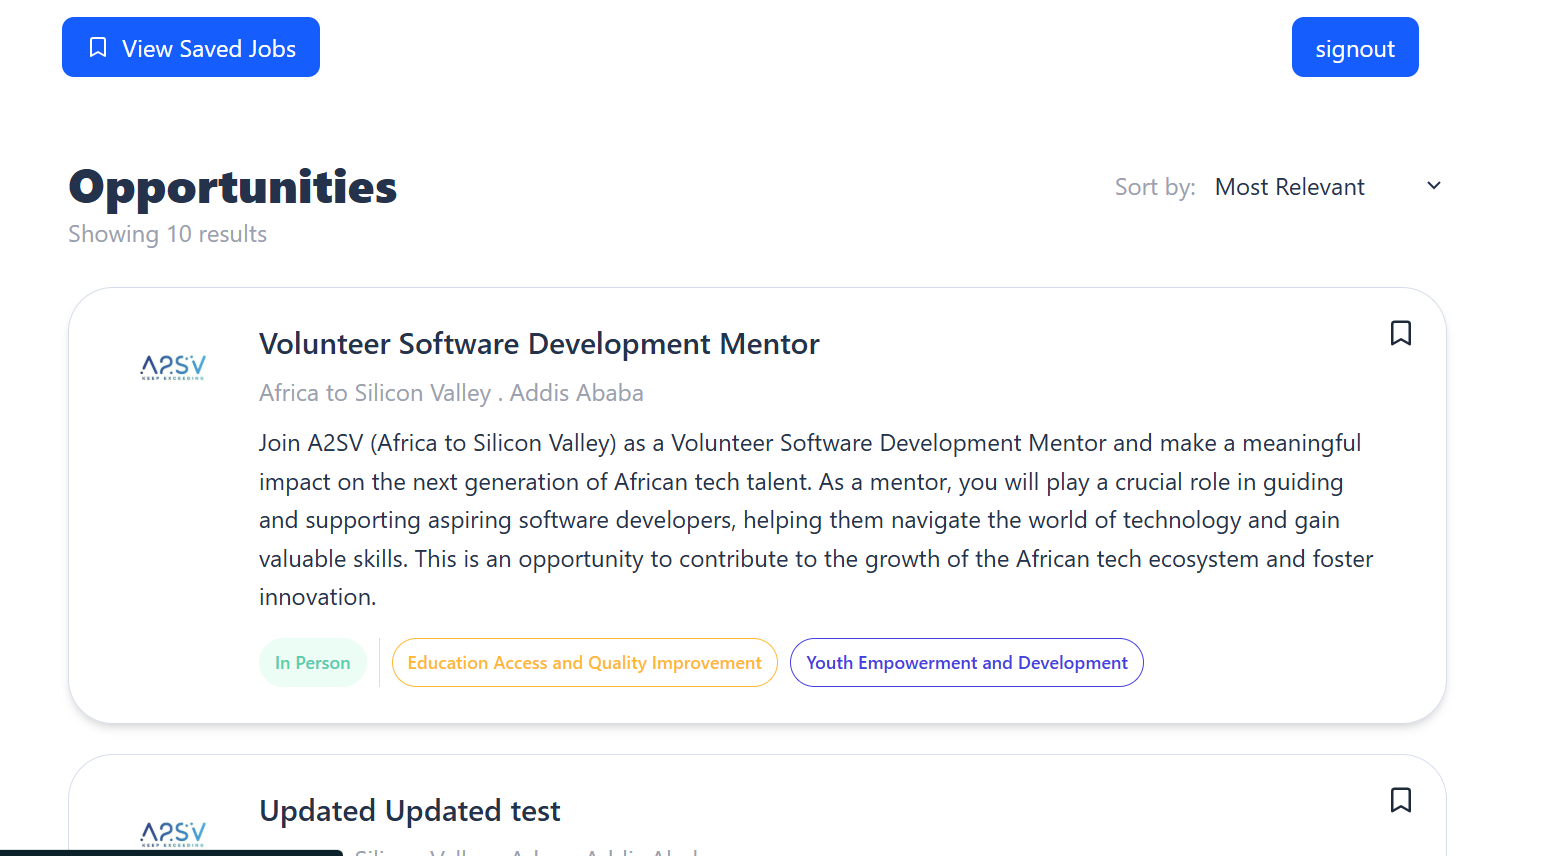 View Saved Jobs
signout
Opportunities
Showing 10 results
Sort by: Most Relevant
Volunteer Software Development Mentor
A2SV
KEEP EXCEEDING
Africa to Silicon Valley . Addis Ababa
Join A2SV (Africa to Silicon Valley) as a Volunteer Software Development Mentor and make a meaningful
impact on the next generation of African tech talent. As a mentor, you will play a crucial role in guiding
and supporting aspiring software developers, helping them navigate the world of technology and gain
valuable skills. This is an opportunity to contribute to the growth of the African tech ecosystem and foster
innovation.
In Person
Education Access and Quality Improvement
Youth Empowerment and Development
Updated Updated test
A2SV
KEEP EXCEEDING
Silicon